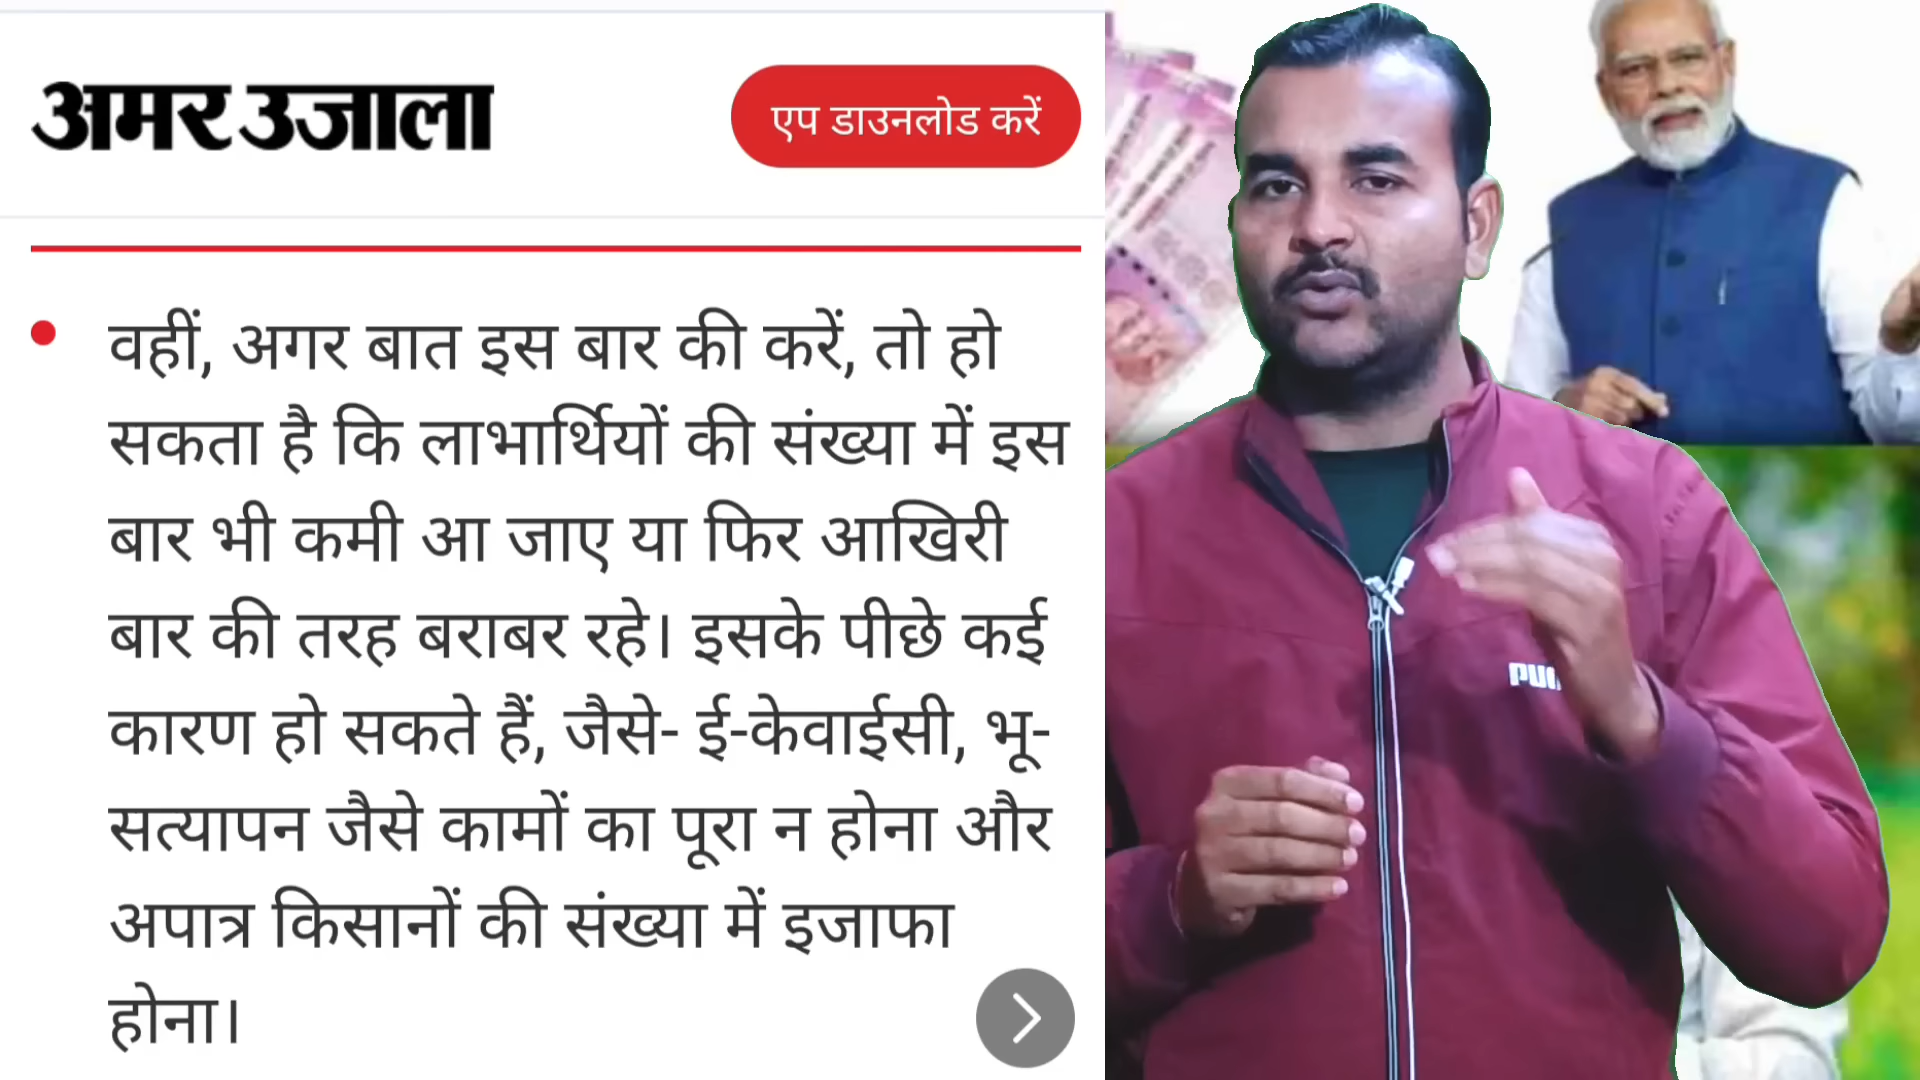 अमर उजाला
एप डाउनलोड करें
वहीं, अगर बात इस बार की करें, तो हो
सकता है कि लाभार्थियों की संख्या में इस
बार भी कमी आ जाए या फिर आखिरी
बार की तरह बराबर रहे। इसके पीछे कई
कारण हो सकते हैं, जैसे- ई-केवाईसी, भू-
सत्यापन जैसे कामों का पूरा न होना और
अपात्र किसानों की संख्या में इजाफा
होना।